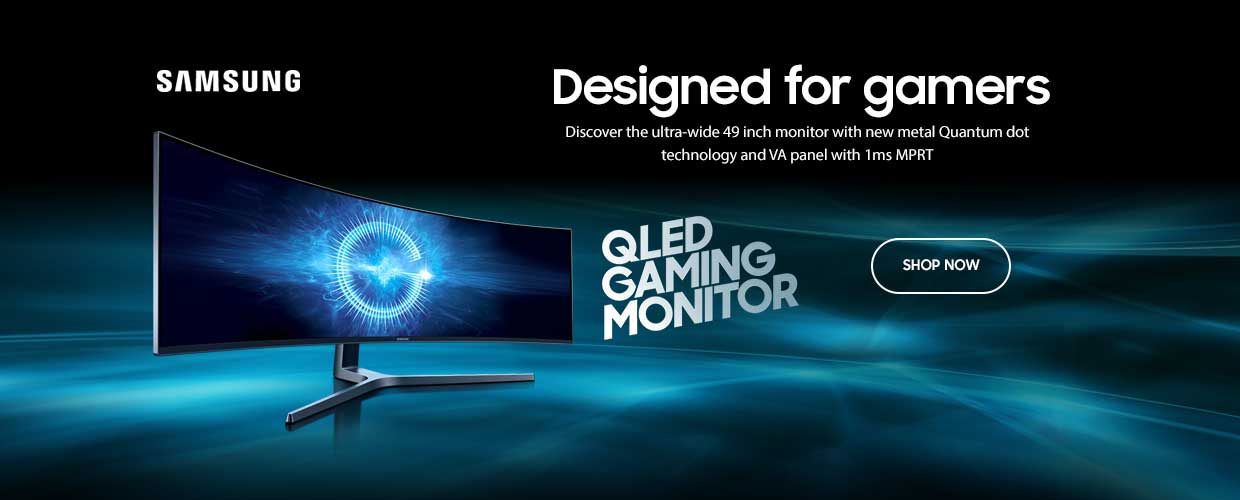 SAMSUNG
Designed for gamers
Discover the ultra-wide 49 inch monitor with new metal Quantum dot
technology and VA panel with 1ms MPRT
QLED
GAMING
MONITOR
SHOP NOW